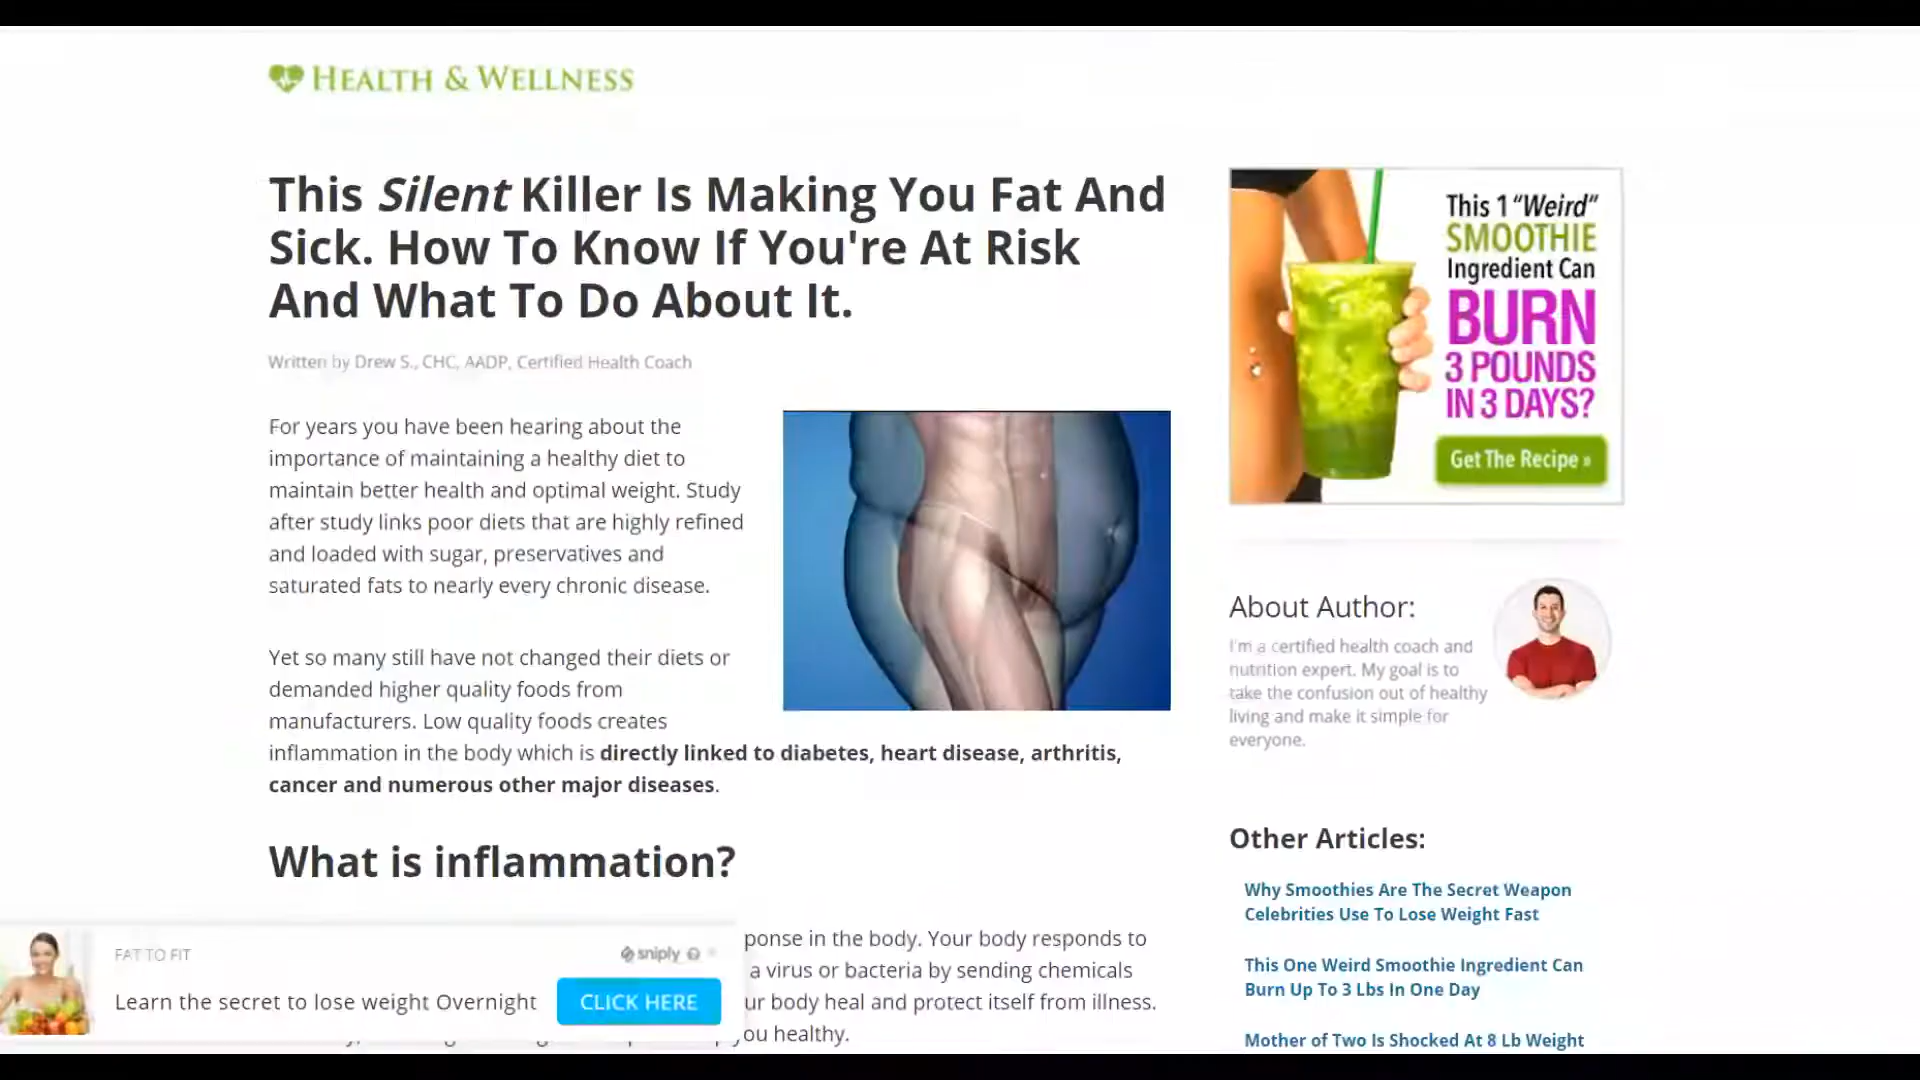 HEALTH & WELLNESS
This Silent Killer Is Making You Fat And
Sick. How To Know If You're At Risk
And What To Do About It.
Written by Drew S., CHC, AADP, Certified Health Coach
For years you have been hearing about the
importance of maintaining a healthy diet to
maintain better health and optimal weight. Study
after study links poor diets that are highly refined
and loaded with sugar, preservatives and
saturated fats to nearly every chronic disease.
Yet so many still have not changed their diets or
demanded higher quality foods from
manufacturers. Low quality foods creates
inflammation in the body which is directly linked to diabetes, heart disease, arthritis,
cancer and numerous other major diseases.
What is inflammation?
ponse in the body. Your body responds to
a virus or bacteria by sending chemicals
ur body heal and protect itself from illness.
you healthy.
FAT TO FIT
sniply
Learn the secret to lose weight Overnight
CLICK HERE
This 1 "Weird"
SMOOTHIE
Ingredient Can
BURN
3 POUNDS
IN 3 DAYS?
Get The Recipe »
About Author:
I'm a certified health coach and
nutrition expert. My goal is to
take the confusion out of healthy
living and make it simple for
everyone.
Other Articles:
Why Smoothies Are The Secret Weapon
Celebrities Use To Lose Weight Fast
This One Weird Smoothie Ingredient Can
Burn Up To 3 Lbs In One Day
Mother of Two Is Shocked At 8 Lb Weight